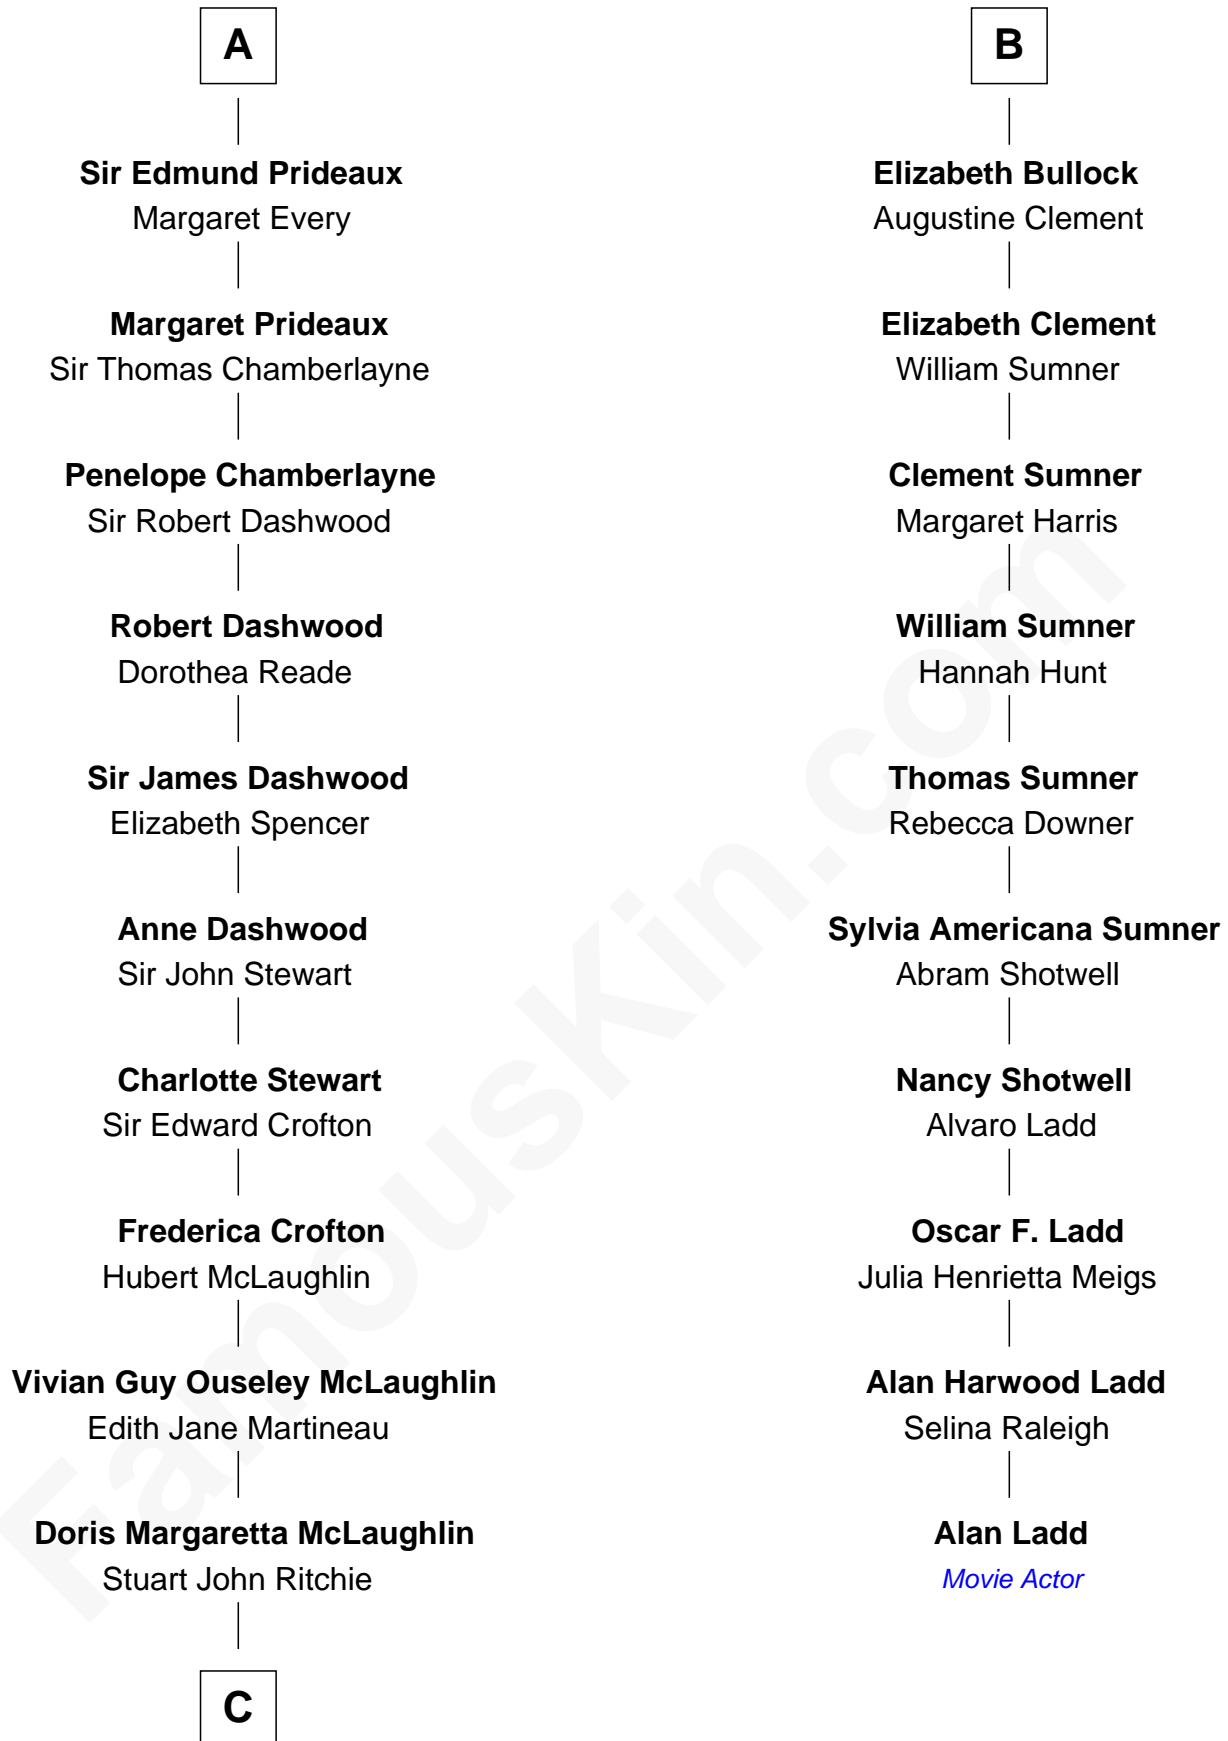 A
Sir Edmund Prideaux
Margaret Every
Margaret Prideaux
Sir Thomas Chamberlayne
Penelope Chamberlayne
Sir Robert Dashwood
Robert Dashwood
Dorothea Reade
Sir James Dashwood
Elizabeth Spencer
Anne Dashwood
Sir John Stewart
Charlotte Stewart
Sir Edward Crofton
Frederica Crofton
Hubert McLaughlin
Vivian Guy Ouseley McLaughlin
Edith Jane Martineau
Doris Margaretta McLaughlin
Stuart John Ritchie
C
B
Elizabeth Bullock
Augustine Clement
Elizabeth Clement
William Sumner
Clement Sumner
Margaret Harris
William Sumner
Hannah Hunt
Thomas Sumner
Rebecca Downer
Sylvia Americana Sumner
Abram Shotwell
Nancy Shotwell
Alvaro Ladd
Oscar F. Ladd
Julia Henrietta Meigs
Alan Harwood Ladd
Selina Raleigh
Alan Ladd
Movie Actor
FamousKin.com